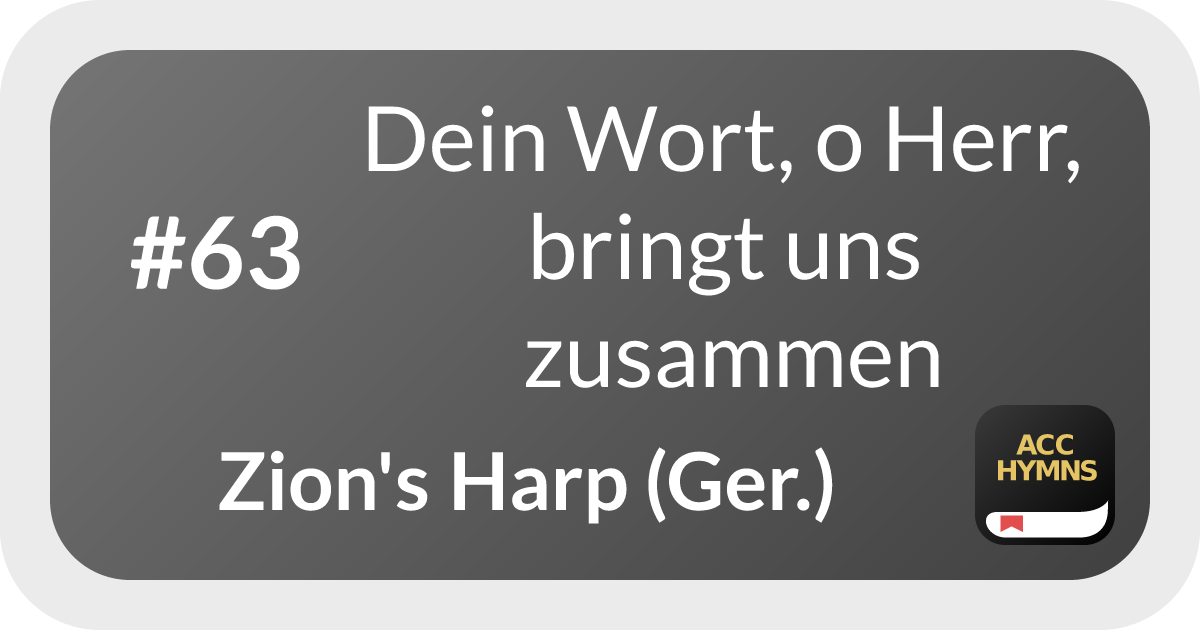 #63
Dein Wort, o Herr,
bringt uns
zusammen
Zion's Harp (Ger.)
ACC
HYMNS